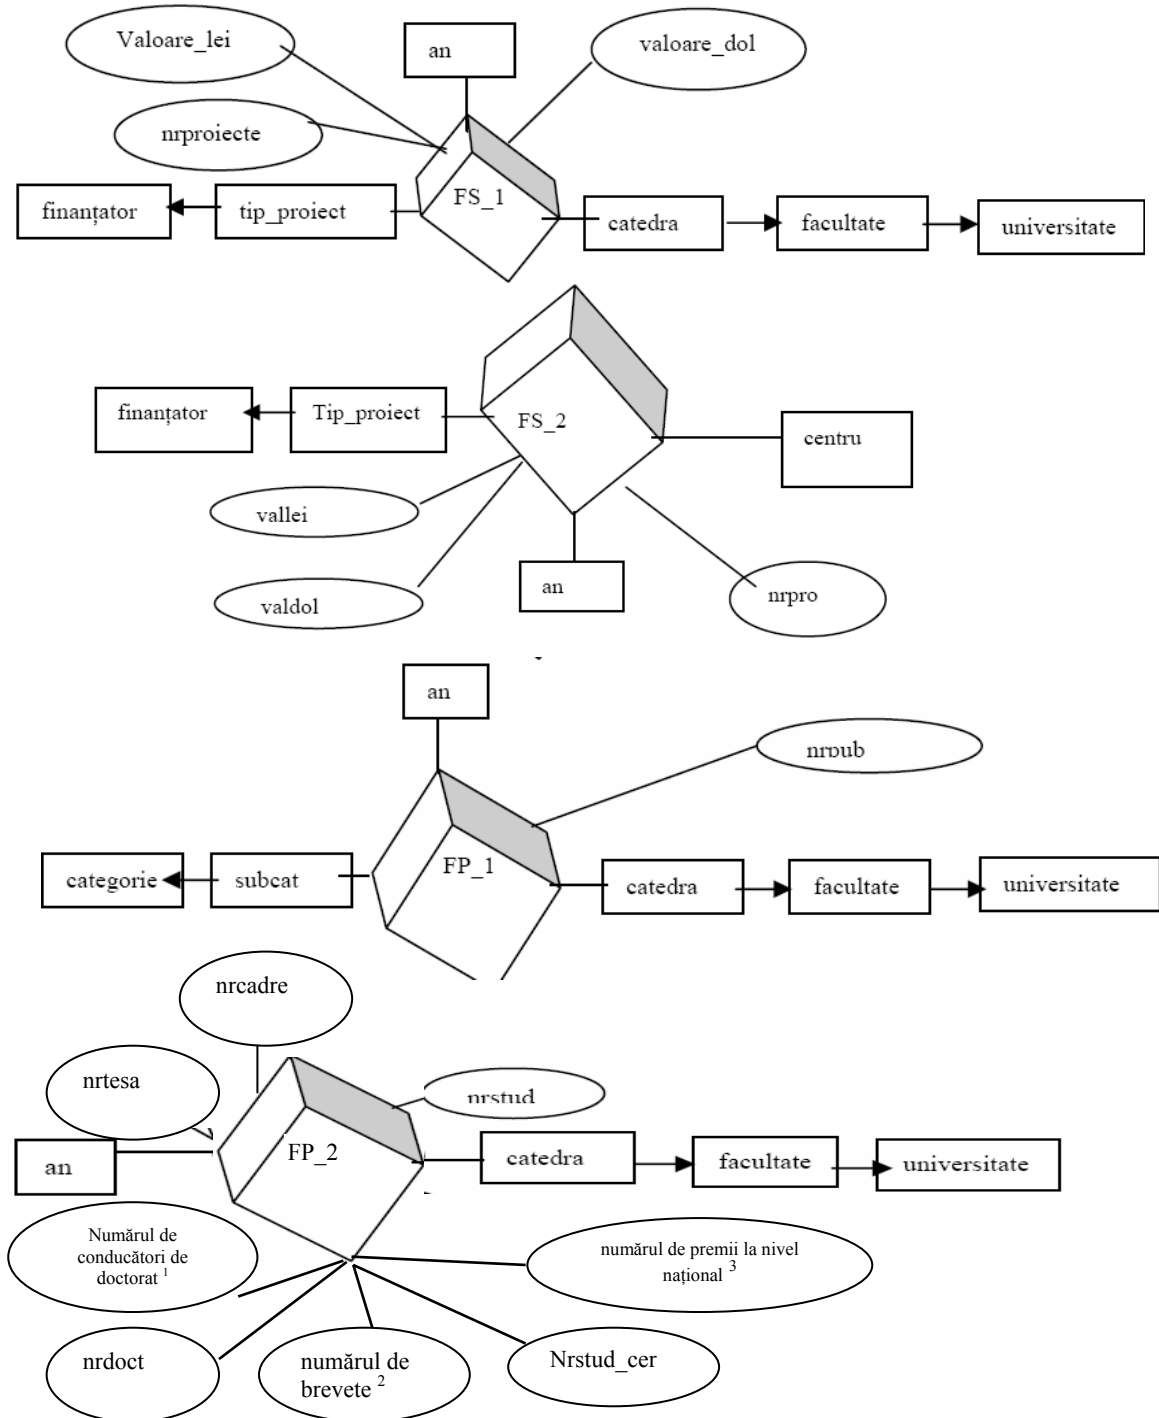 Valoare_lei
an
valoare_dol
nrproiecte
finanțator
tip_proiect
FS_1
catedra
facultate
universitate
finanțator
Tip_proiect
FS_2
centru
vallei
valdol
an
nrpro
an
nrpub
categorie
subcat
FP_1
catedra
facultate
universitate
nrcadre
nrtesa
nrstud
an
FP_2
catedra
facultate
universitate
Numărul de
conducători de
doctorat 1
numărul de premii la nivel
național 3
nrdoct
numărul de
brevete 2
Nrstud_cer